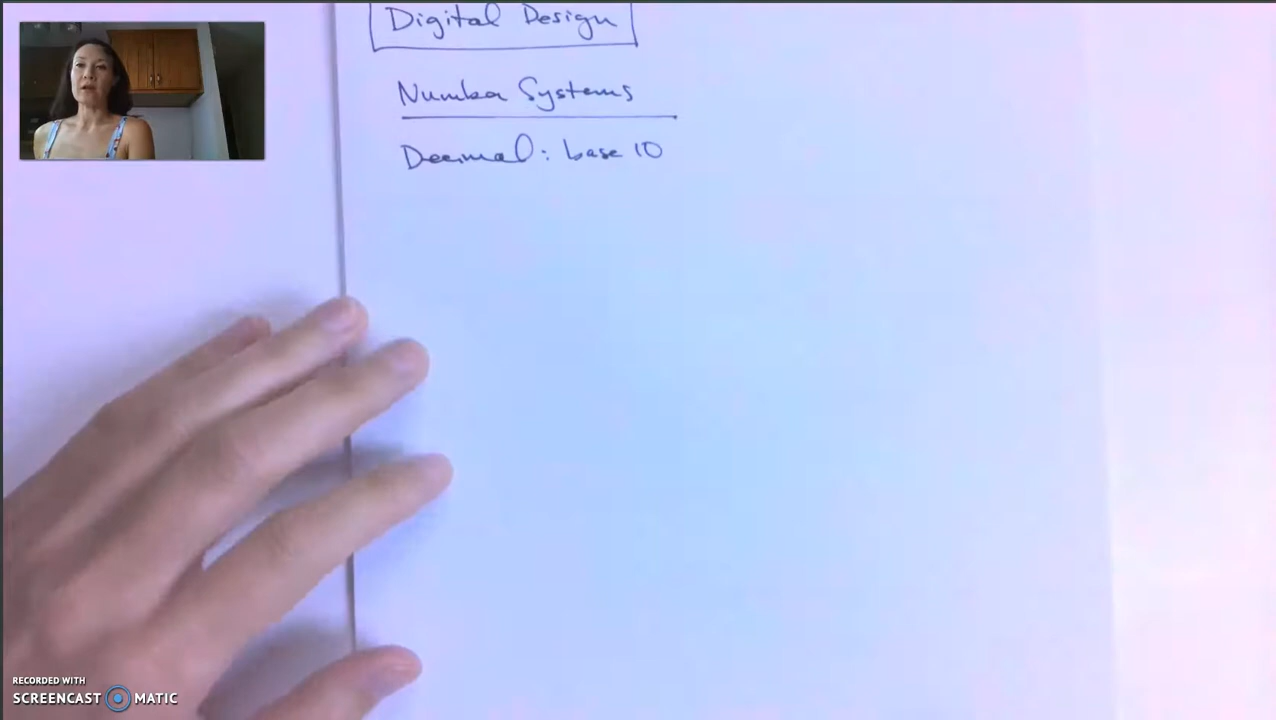 Digital Design
Number Systems
Decimal: base 10
RECORDED WITH
SCREENCAST MATIC